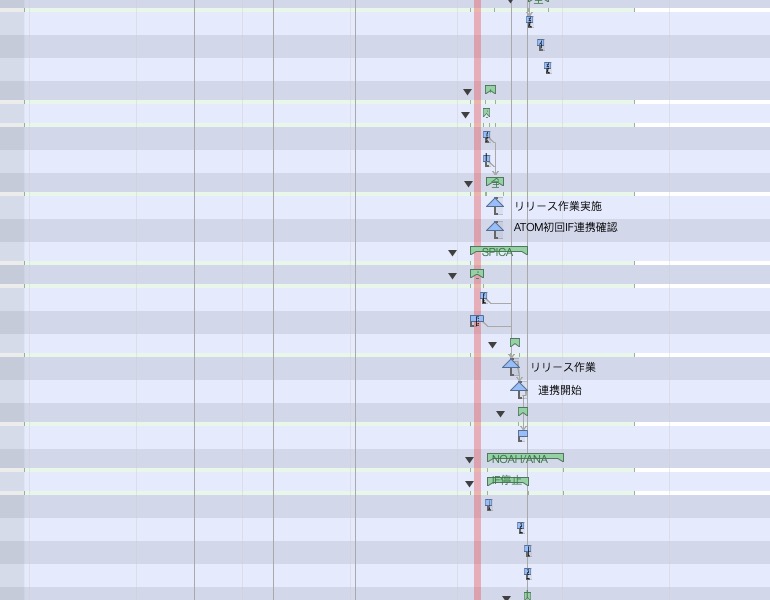 全
リリース作業実施
ATOM初回IF連携確認
SPICA
リリース作業
連携開始
NOAH/ANA
IF停止